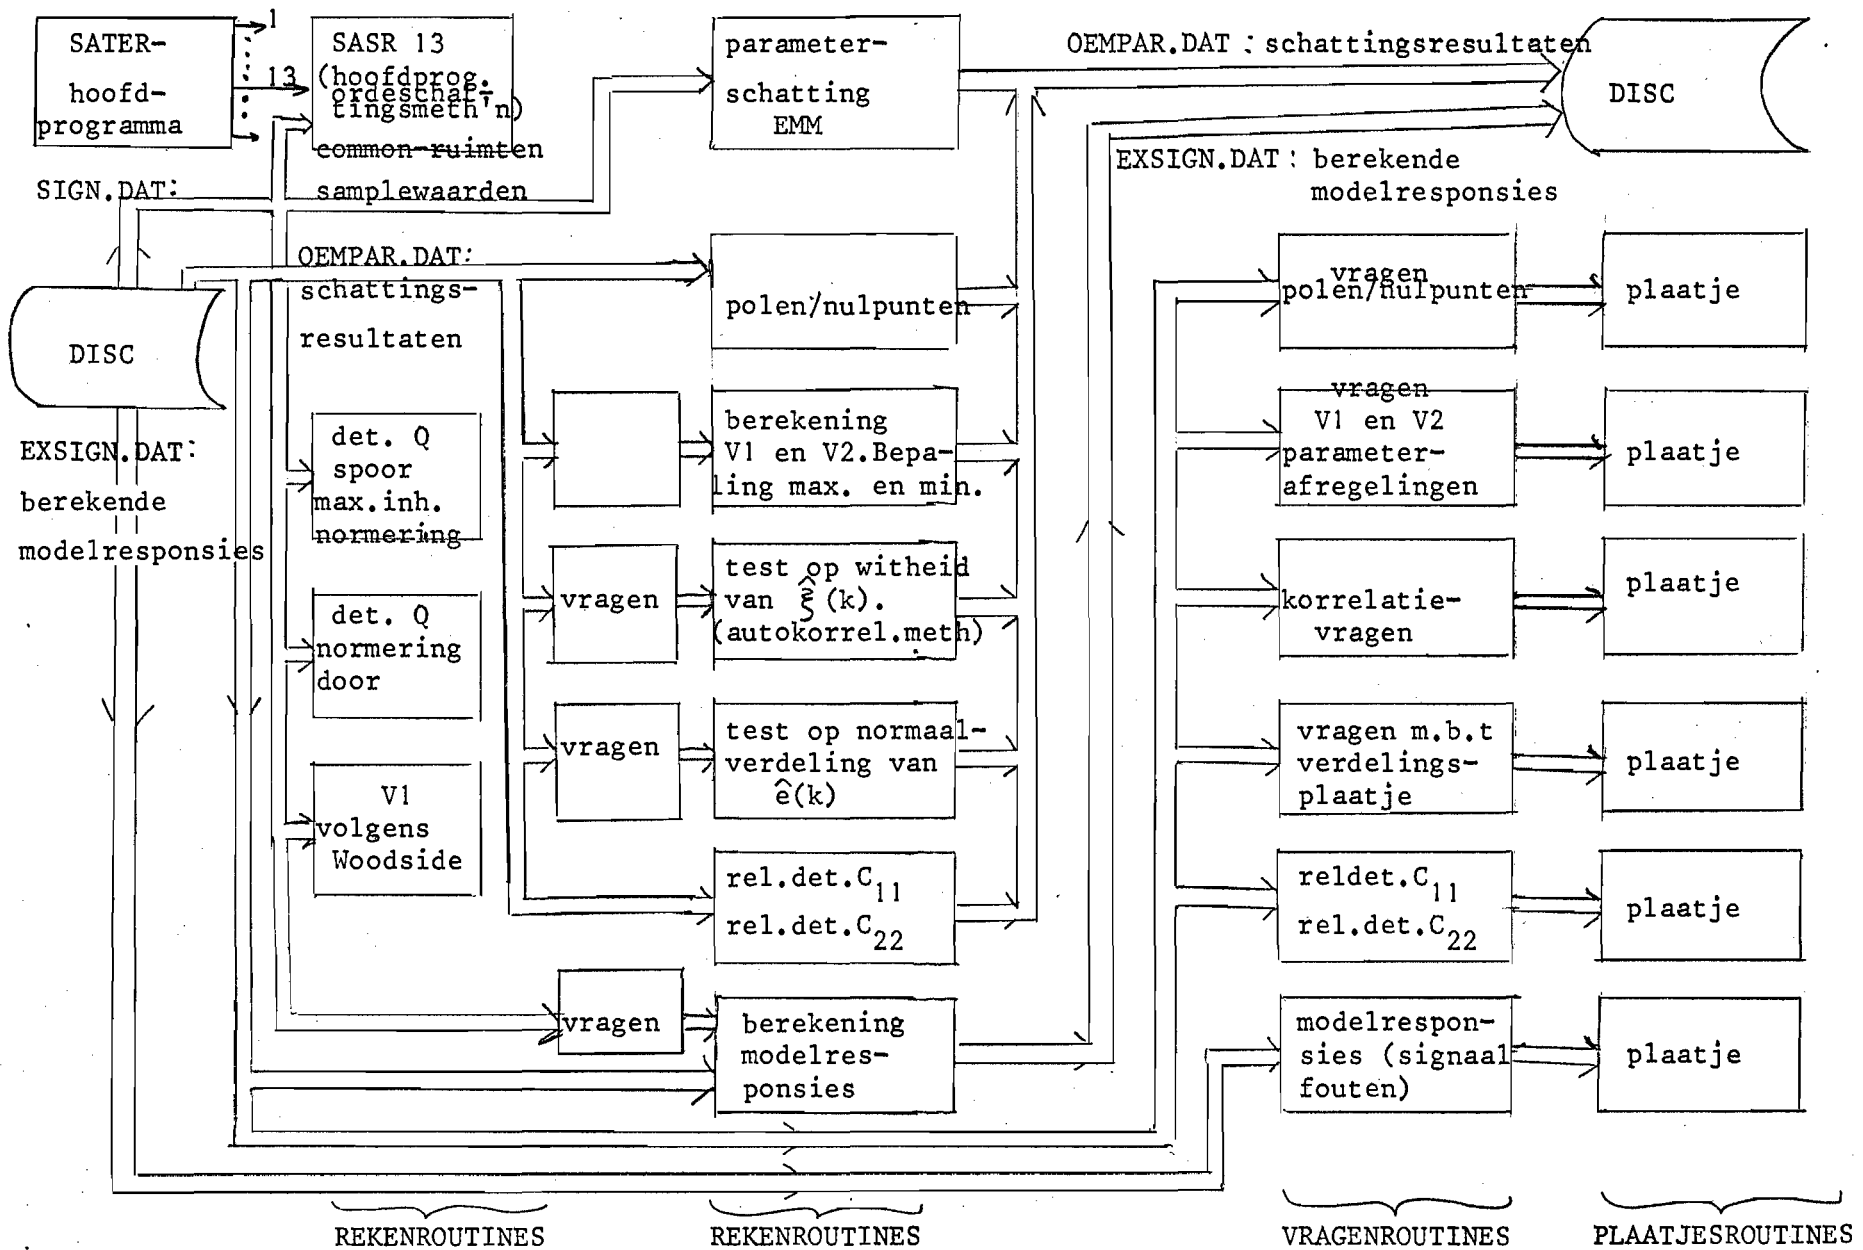 SATER-
hoofd-
programma
1
13
SASR 13
(hoofdprog.
ordeschat-
tingsmeth'n)
common-ruimten
samplewaarden
SIGN.DAT:
parameter-
schatting
EMM
OEMPAR.DAT : schattingsresultaten
DISC
EXSIGN.DAT : berekende
modelresponsies
OEMPAR.DAT:
schattings-
resultaten
DISC
EXSIGN.DAT:
berekende
modelresponsies
det. Q
spoor
max.inh.
normering
det. Q
normering
door
V1
volgens
Woodside
polen/nulpunten
berekening
V1 en V2.Bepa-
ling max. en min.
vragen
test op witheid
van ξ̂(k).
(autokorrel.meth)
vragen
test op normaal-
verdeling van
ê(k)
rel.det.C11
rel.det.C22
vragen
berekening
modelres-
ponsies
vragen
polen/nulpunten
plaatje
vragen
V1 en V2
parameter-
afregelingen
plaatje
korrelatie-
vragen
plaatje
vragen m.b.t
verdelings-
plaatje
plaatje
reldet.C11
rel.det.C22
plaatje
modelrespon-
sies (signaal
fouten)
plaatje
REKENROUTINES
REKENROUTINES
VRAGENROUTINES
PLAATJESROUTINES